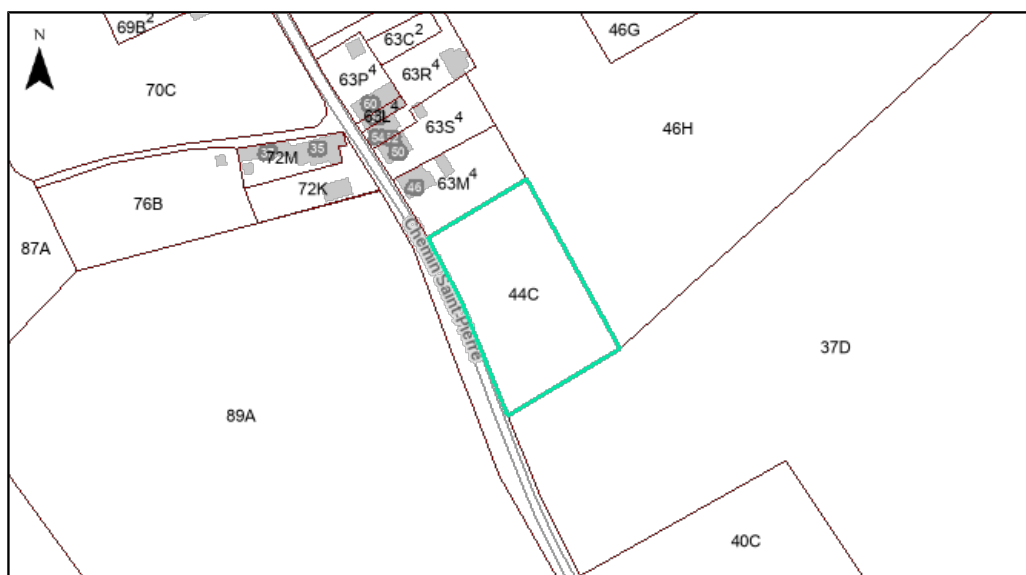 69B²
63C²
46G
N
63P⁴
63R⁴
70C
60
63L⁴
63S⁴
46H
35
50
72M
46
63M⁴
72K
76B
87A
Chemin Saint-Pierre
44C
37D
89A
40C